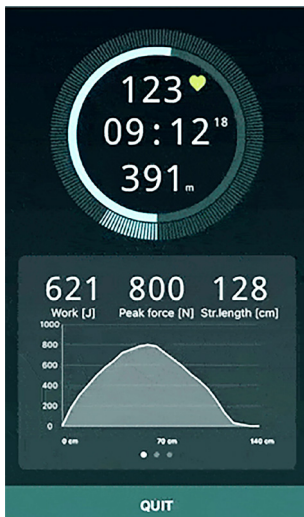 123
09:12 18
391 m
621 800 128
Work [J] Peak force [N] Str.length [cm]
1000
800
600
400
200
0
0 cm 70 cm 140 cm
QUIT